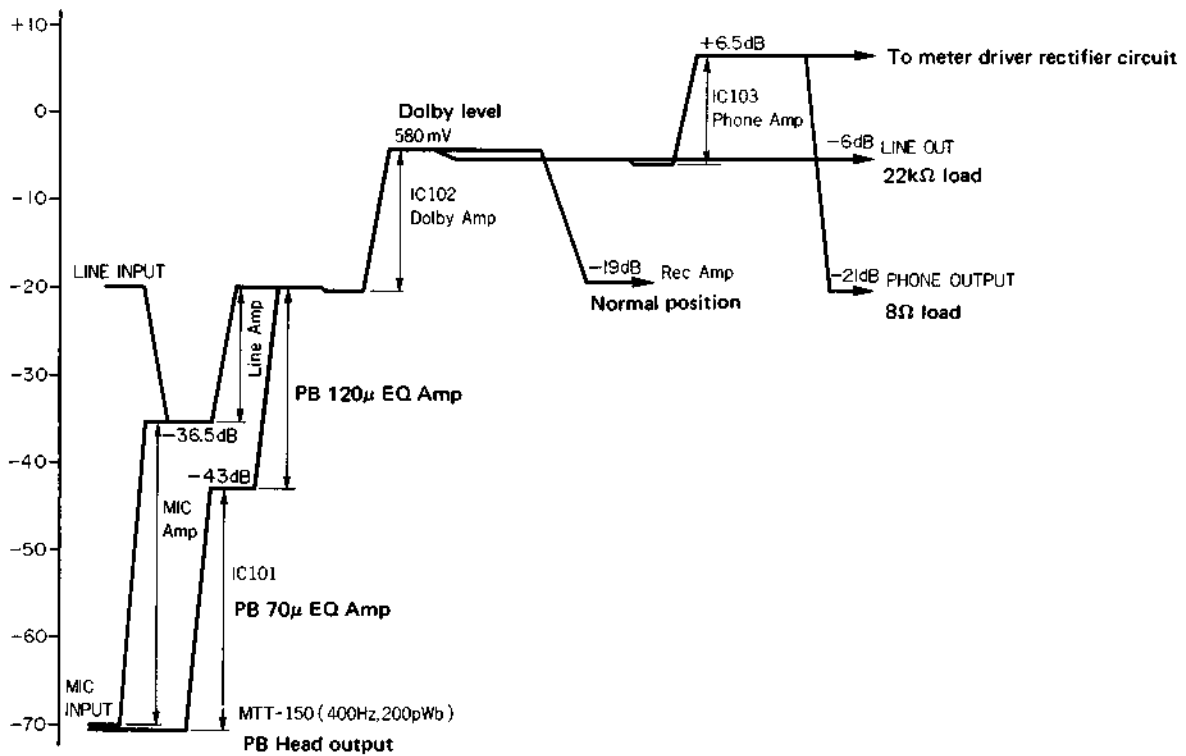 +10
+6.5dB
To meter driver rectifier circuit
0
Dolby level
580mV
IC103
Phone Amp
-6dB LINE OUT
22kΩ load
-10
IC102
Dolby Amp
LINE INPUT
-20
-19dB Rec Amp
Normal position
-21dB PHONE OUTPUT
8Ω load
Line Amp
-30
PB 120μ EQ Amp
-36.5dB
-40
-43dB
MIC
Amp
-50
IC101
PB 70μ EQ Amp
-60
MIC
INPUT
-70
MTT-150 (400Hz, 200pWb)
PB Head output